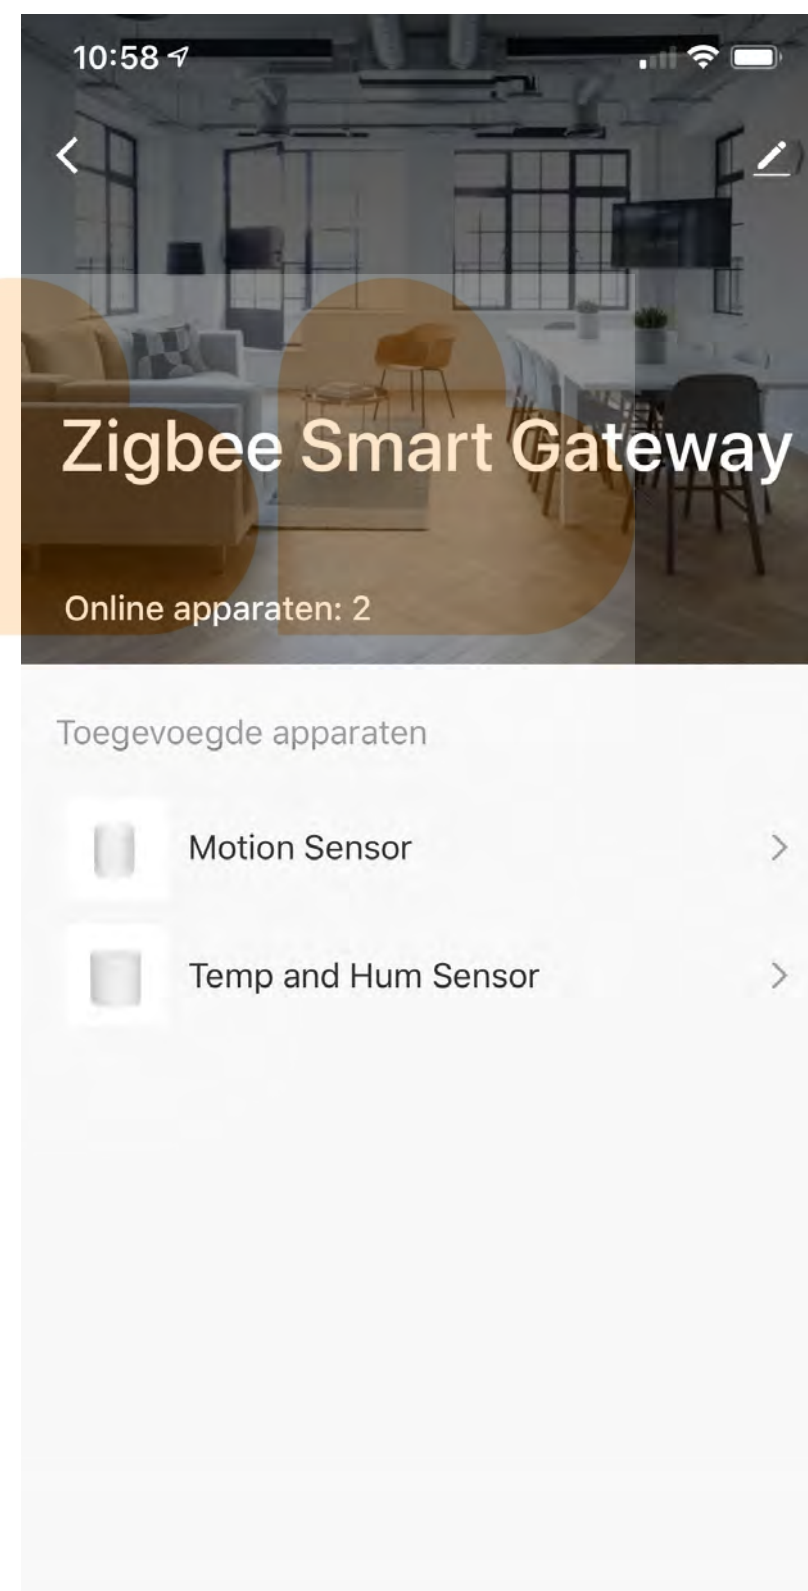 10:58
Zigbee Smart Gateway
Online apparaten: 2
Toegevoegde apparaten
Motion Sensor
Temp and Hum Sensor